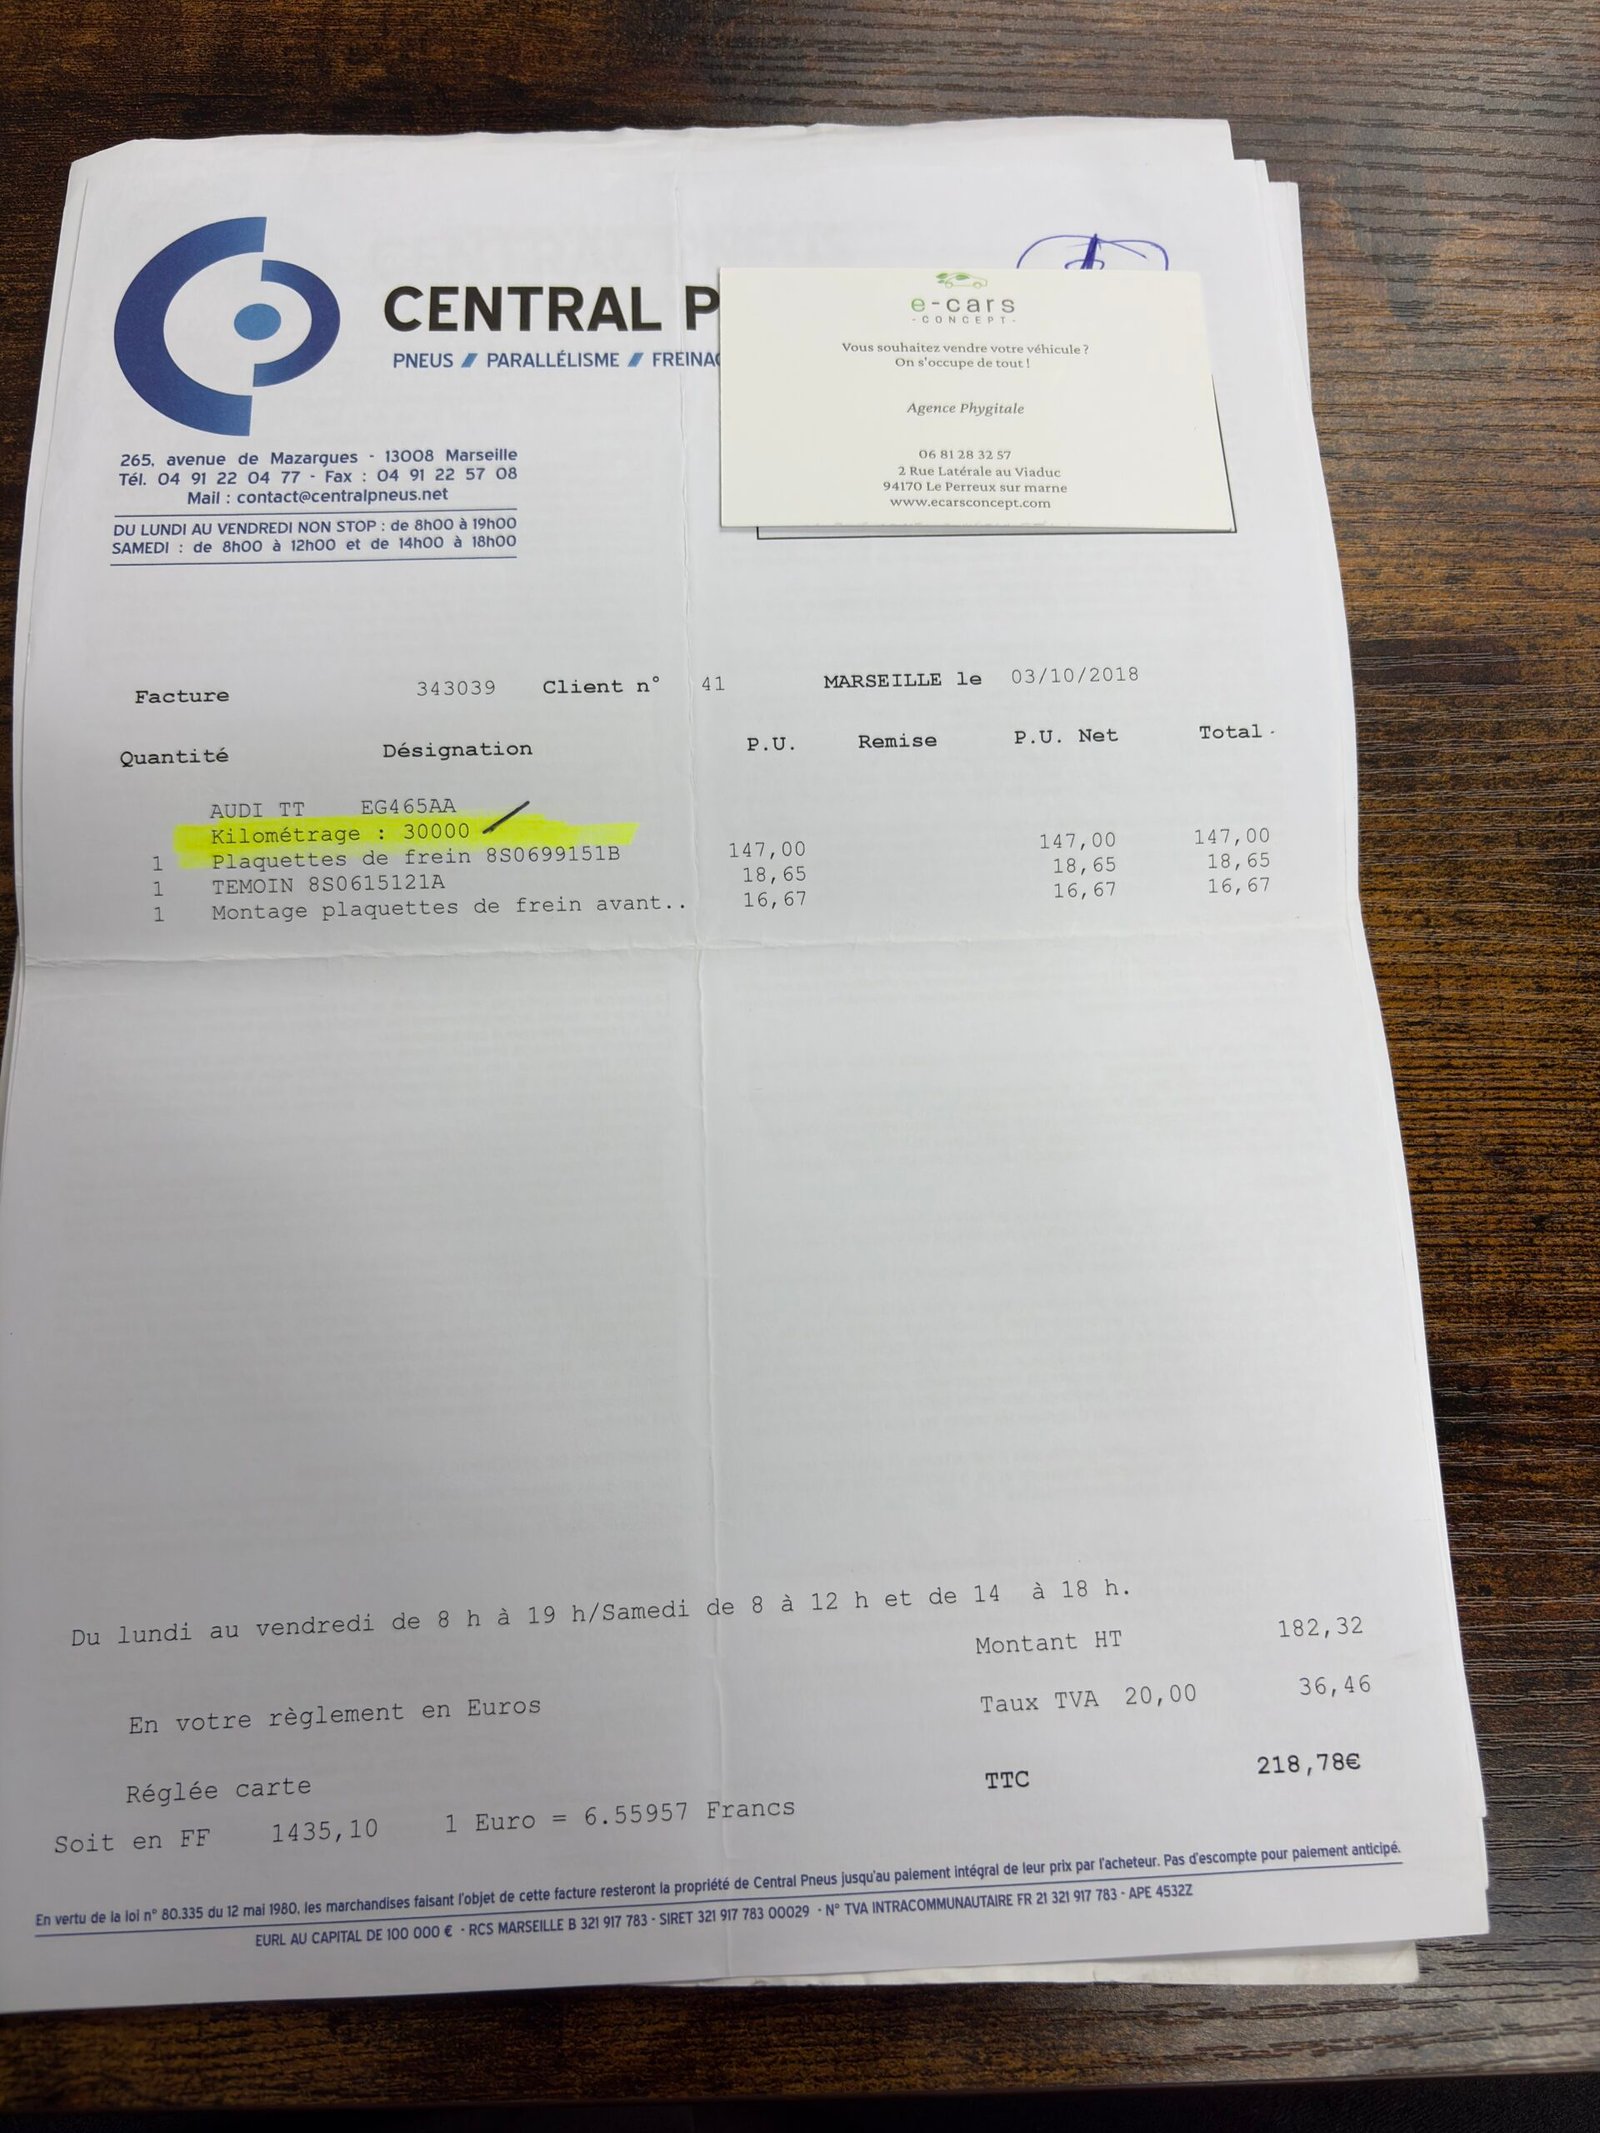 CENTRAL P
PNEUS // PARALLÉLISME // FREINA
265, avenue de Mazargues - 13008 Marseille
Tél. 04 91 22 04 77 - Fax : 04 91 22 57 08
Mail : contact@centralpneus.net
DU LUNDI AU VENDREDI NON STOP : de 8h00 à 19h00
SAMEDI : de 8h00 à 12h00 et de 14h00 à 18h00
e-cars
-CONCEPT-
Vous souhaitez vendre votre véhicule ?
On s'occupe de tout !
Agence Phygitale
06 81 28 32 57
2 Rue Latérale au Viaduc
94170 Le Perreux sur marne
www.ecarsconcept.com
Facture 343039 Client n° 41 MARSEILLE le 03/10/2018
Quantité Désignation P.U. Remise P.U. Net Total
AUDI TT EG465AA
Kilométrage : 30000
1 Plaquettes de frein 8S0699151B 147,00 147,00 147,00
1 TEMOIN 8S0615121A 18,65 18,65 18,65
1 Montage plaquettes de frein avant.. 16,67 16,67 16,67
Du lundi au vendredi de 8 h à 19 h/Samedi de 8 à 12 h et de 14 à 18 h.
Montant HT 182,32
En votre règlement en Euros Taux TVA 20,00 36,46
Réglée carte TTC 218,78€
Soit en FF 1435,10 1 Euro = 6.55957 Francs
En vertu de la loi n° 80.335 du 12 mai 1980, les marchandises faisant l'objet de cette facture resteront la propriété de Central Pneus jusqu'au paiement intégral de leur prix par l'acheteur. Pas d'escompte pour paiement anticipé.
EURL AU CAPITAL DE 100 000 € - RCS MARSEILLE B 321 917 783 - SIRET 321 917 783 00029 - N° TVA INTRACOMMUNAUTAIRE FR 21 321 917 783 - APE 4532Z